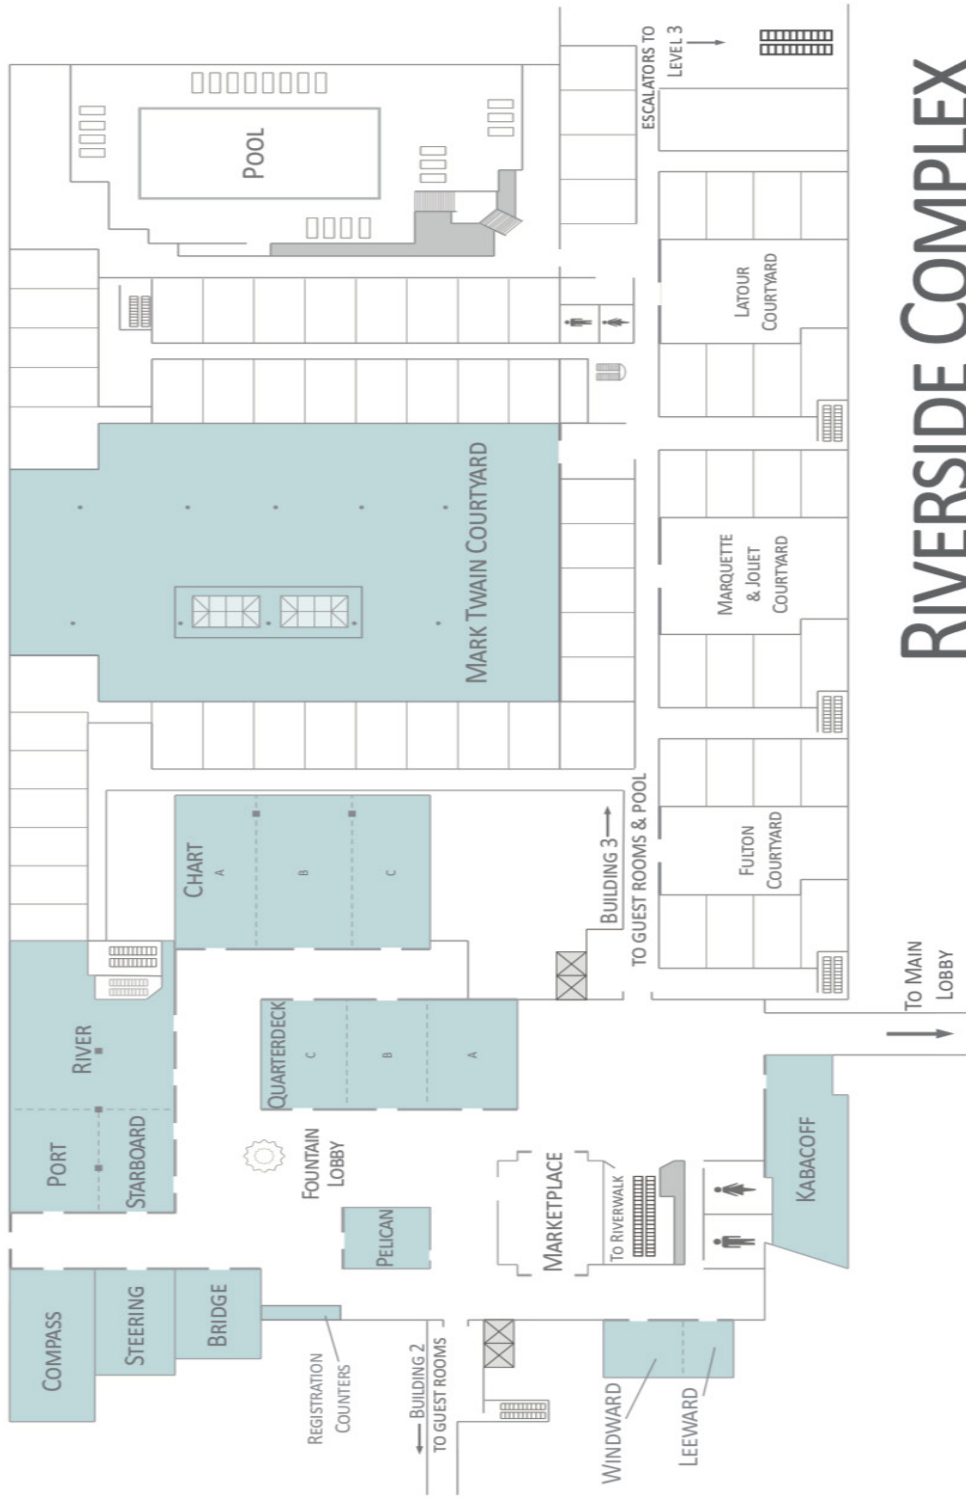 RIVERSIDE COMPLEX
COMPASS
STEERING
BRIDGE
REGISTRATION
COUNTERS
BUILDING 2
TO GUEST ROOMS
WINDWARD
LEEWARD
PORT
STARBOARD
RIVER
FOUNTAIN
LOBBY
PELICAN
QUARTERDECK
C
B
A
MARKETPLACE
TO RIVERWALK
KABACOFF
TO MAIN
LOBBY
CHART
A
B
C
BUILDING 3
TO GUEST ROOMS & POOL
FULTON
COURTYARD
MARK TWAIN COURTYARD
MARQUETTE
& JOLIET
COURTYARD
LATOUR
COURTYARD
POOL
ESCALATORS TO
LEVEL 3